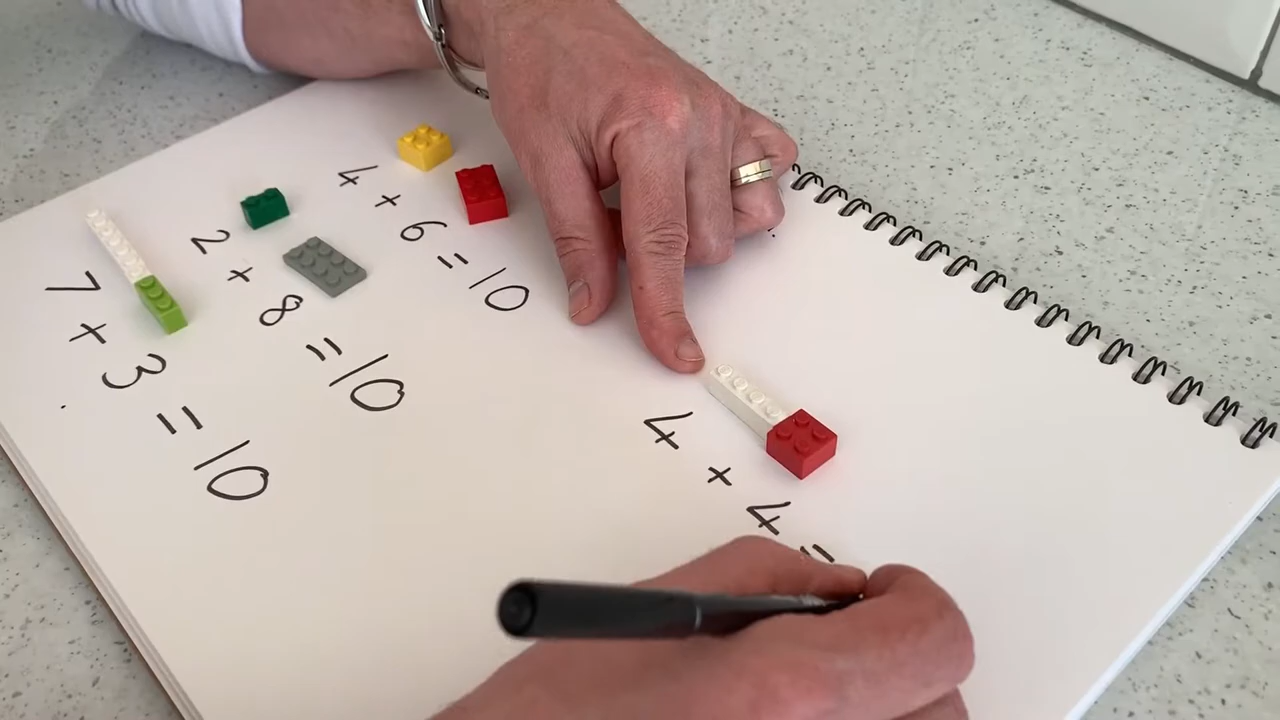 7 + 3 = 10
2 + 8 = 10
4 + 6 = 10
4 + 4 =